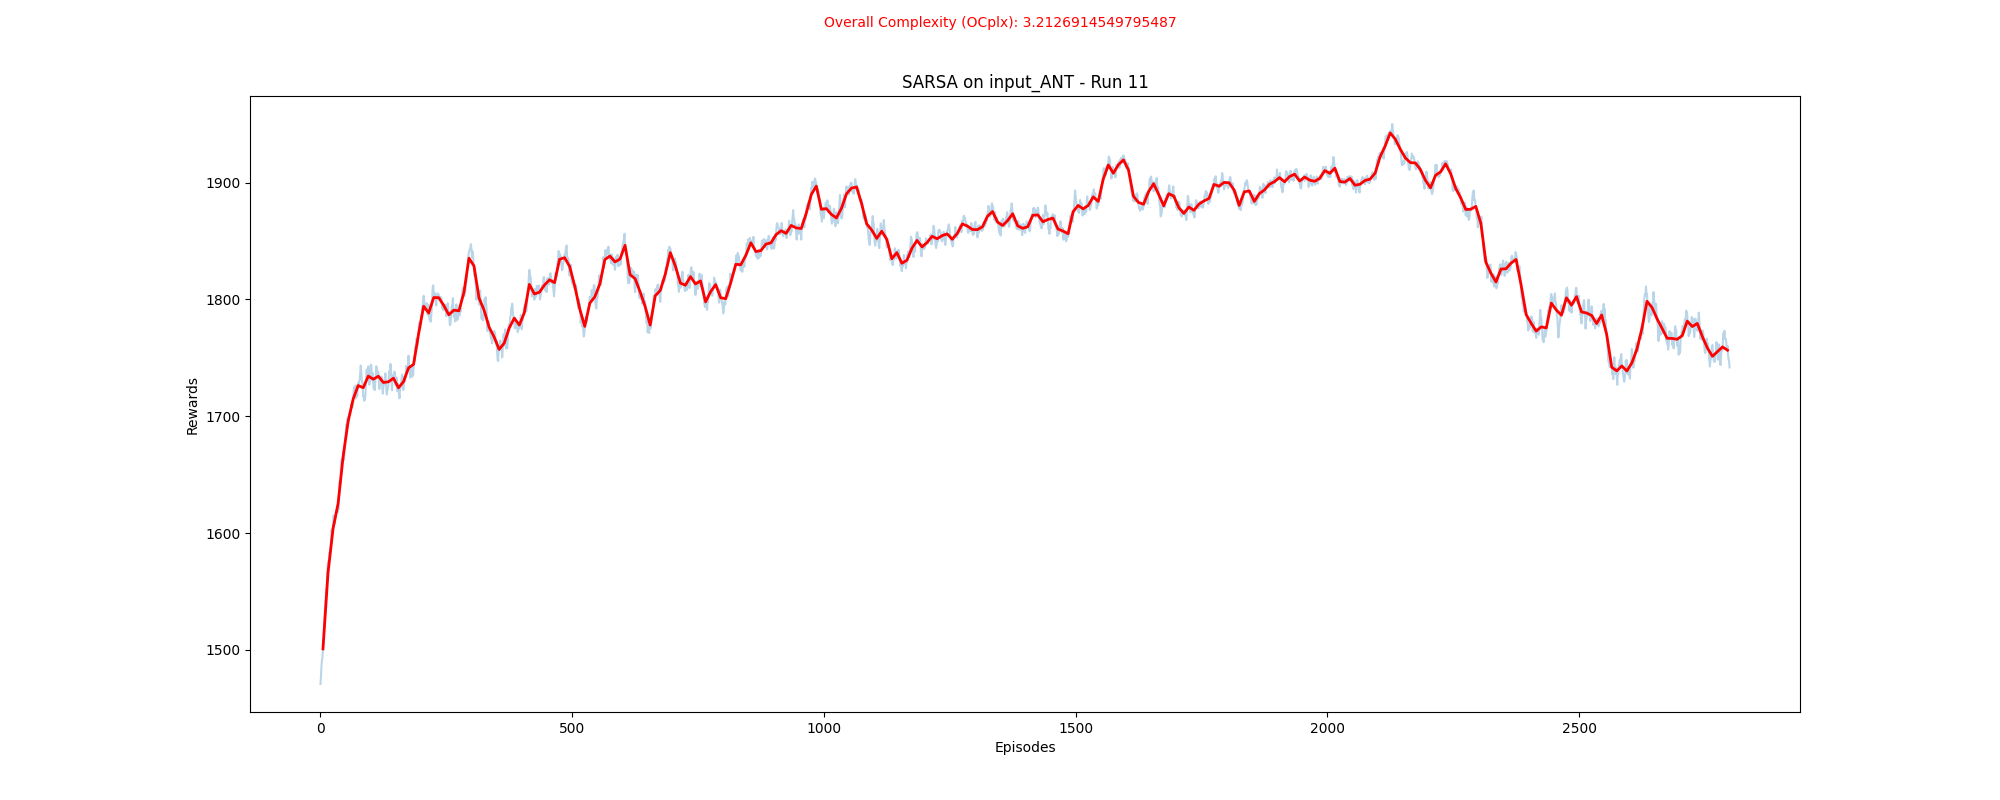 Overall Complexity (OCplx): 3.2126914549795487
SARSA on input_ANT - Run 11
1900
1800
1700
1600
1500
Rewards
0 500 1000 1500 2000 2500
Episodes